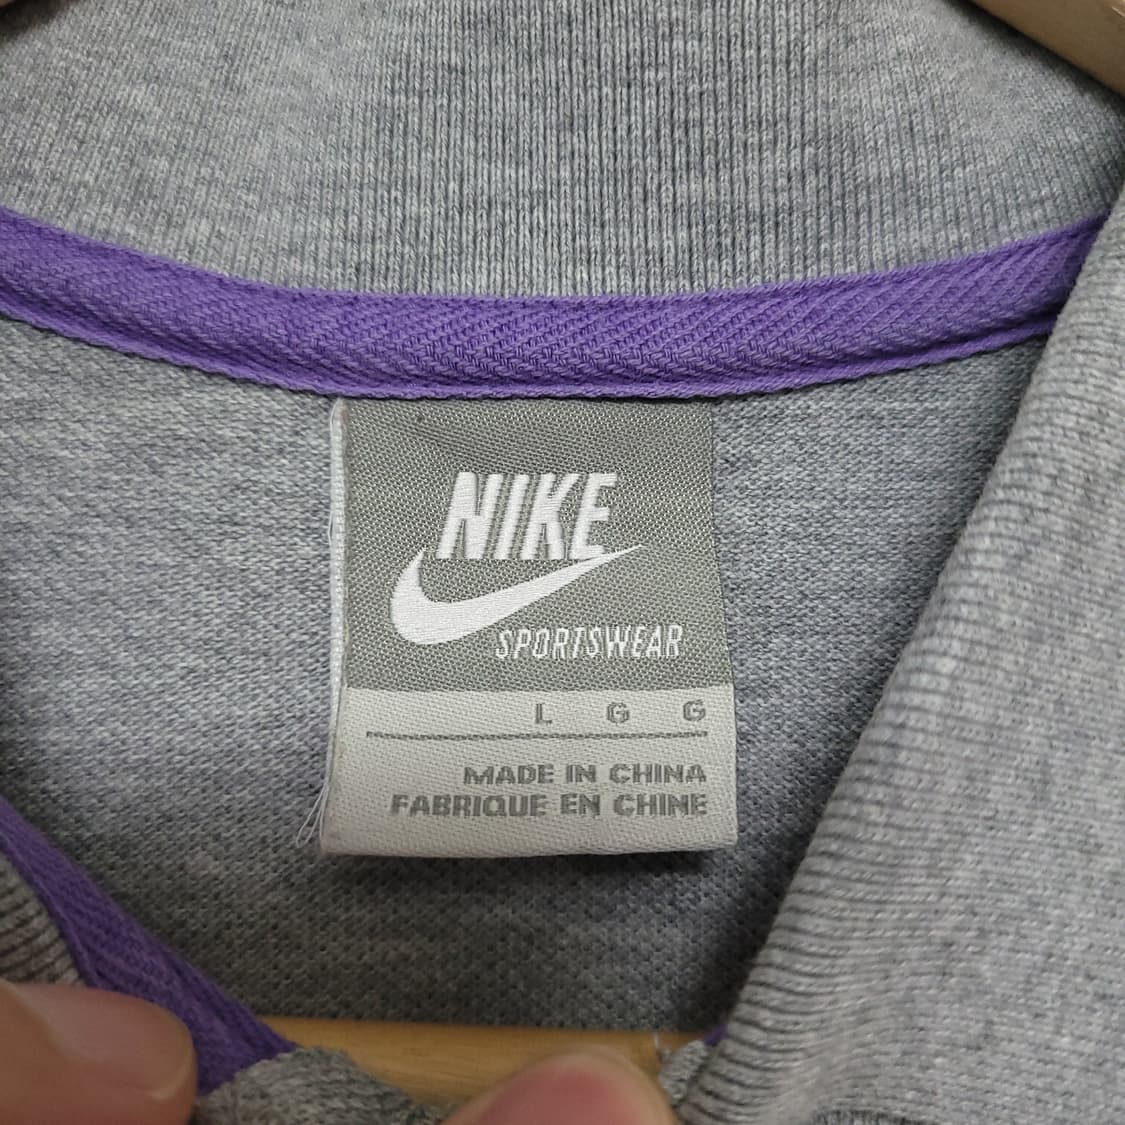 NIKE
SPORTSWEAR
L G G
MADE IN CHINA
FABRIQUE EN CHINE